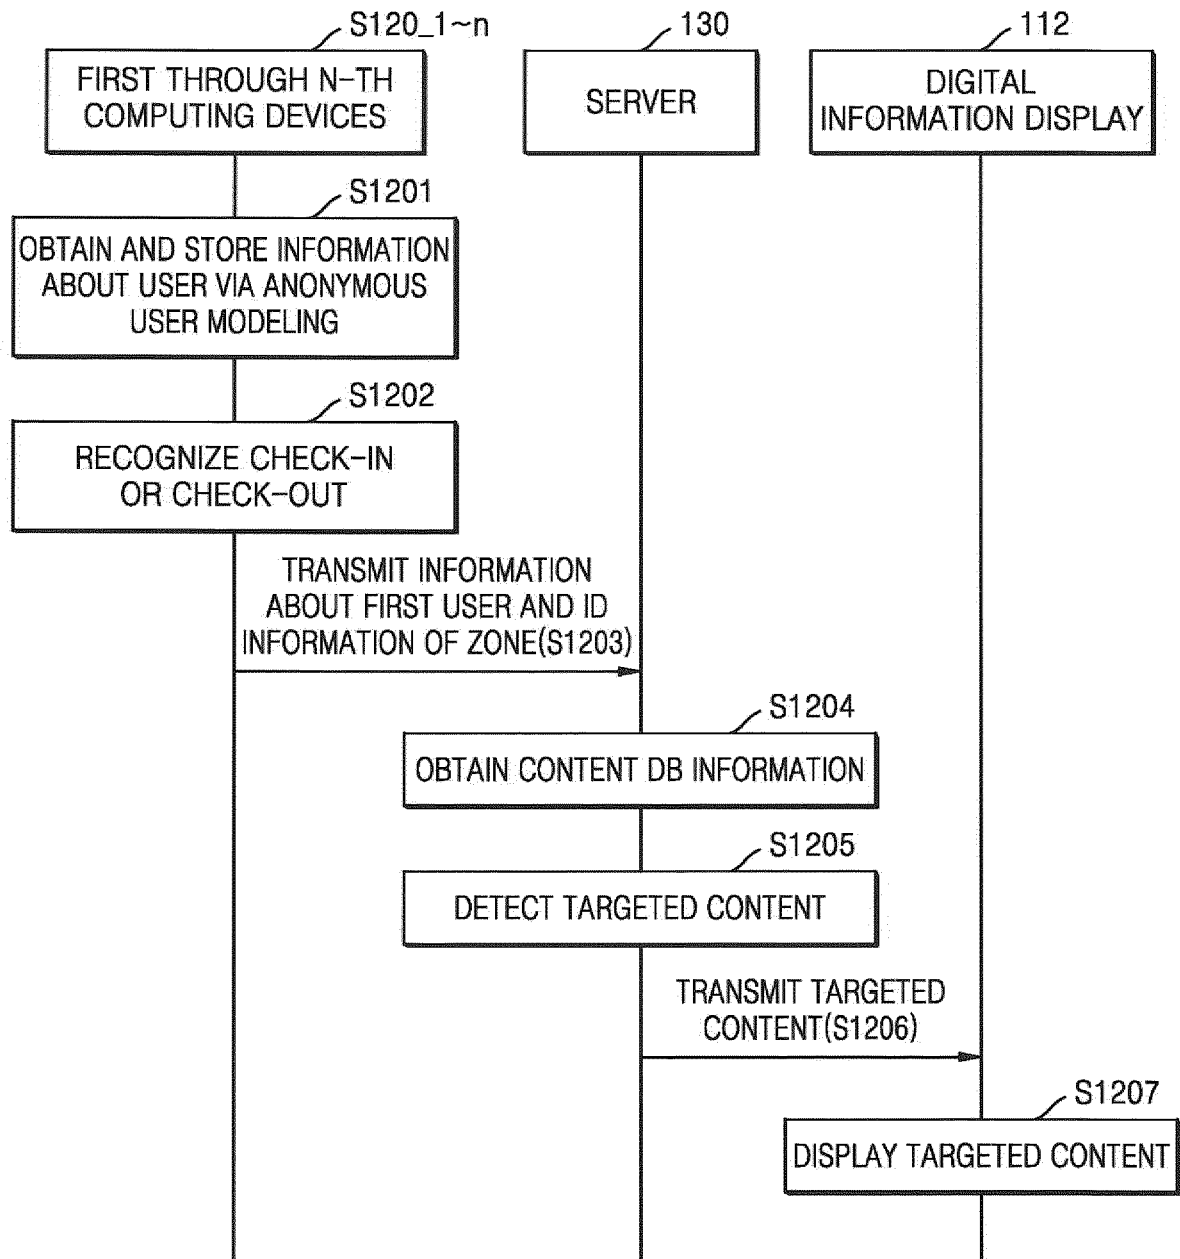 S120_1~n
FIRST THROUGH N-TH
COMPUTING DEVICES
130
SERVER
112
DIGITAL
INFORMATION DISPLAY
S1201
OBTAIN AND STORE INFORMATION
ABOUT USER VIA ANONYMOUS
USER MODELING
S1202
RECOGNIZE CHECK-IN
OR CHECK-OUT
TRANSMIT INFORMATION
ABOUT FIRST USER AND ID
INFORMATION OF ZONE(S1203)
S1204
OBTAIN CONTENT DB INFORMATION
S1205
DETECT TARGETED CONTENT
TRANSMIT TARGETED
CONTENT(S1206)
S1207
DISPLAY TARGETED CONTENT